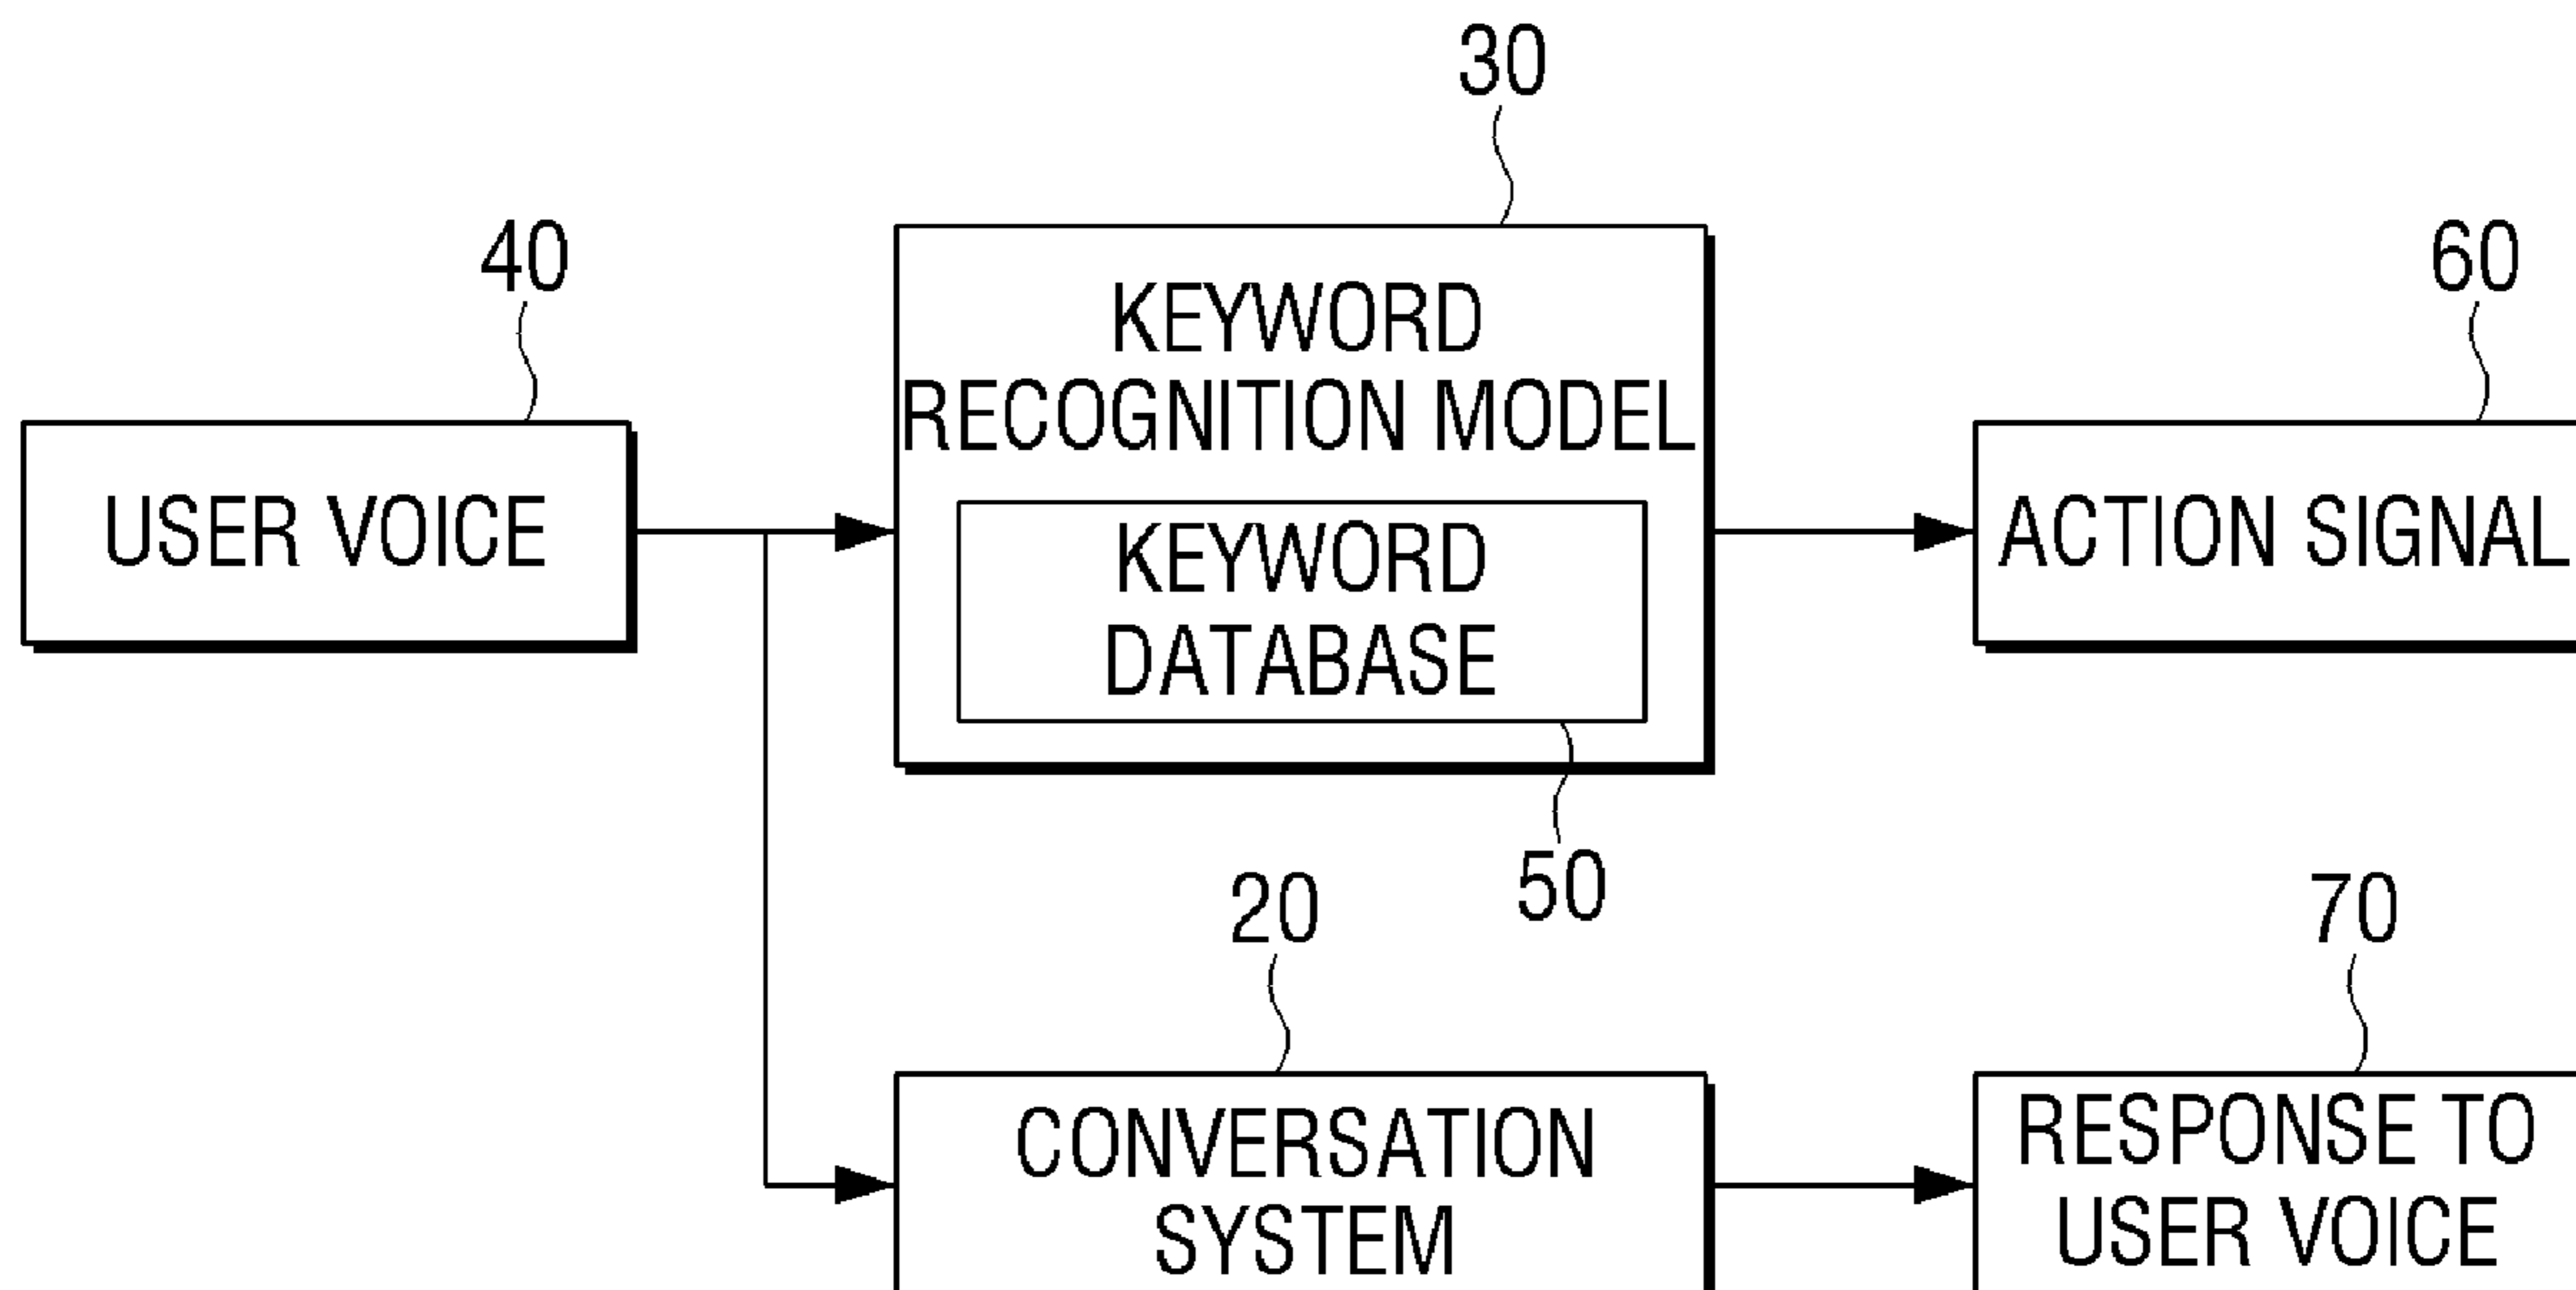 30
40
60
KEYWORD
RECOGNITION MODEL
USER VOICE
ACTION SIGNAL
KEYWORD
DATABASE
50
20
70
CONVERSATION
SYSTEM
RESPONSE TO
USER VOICE